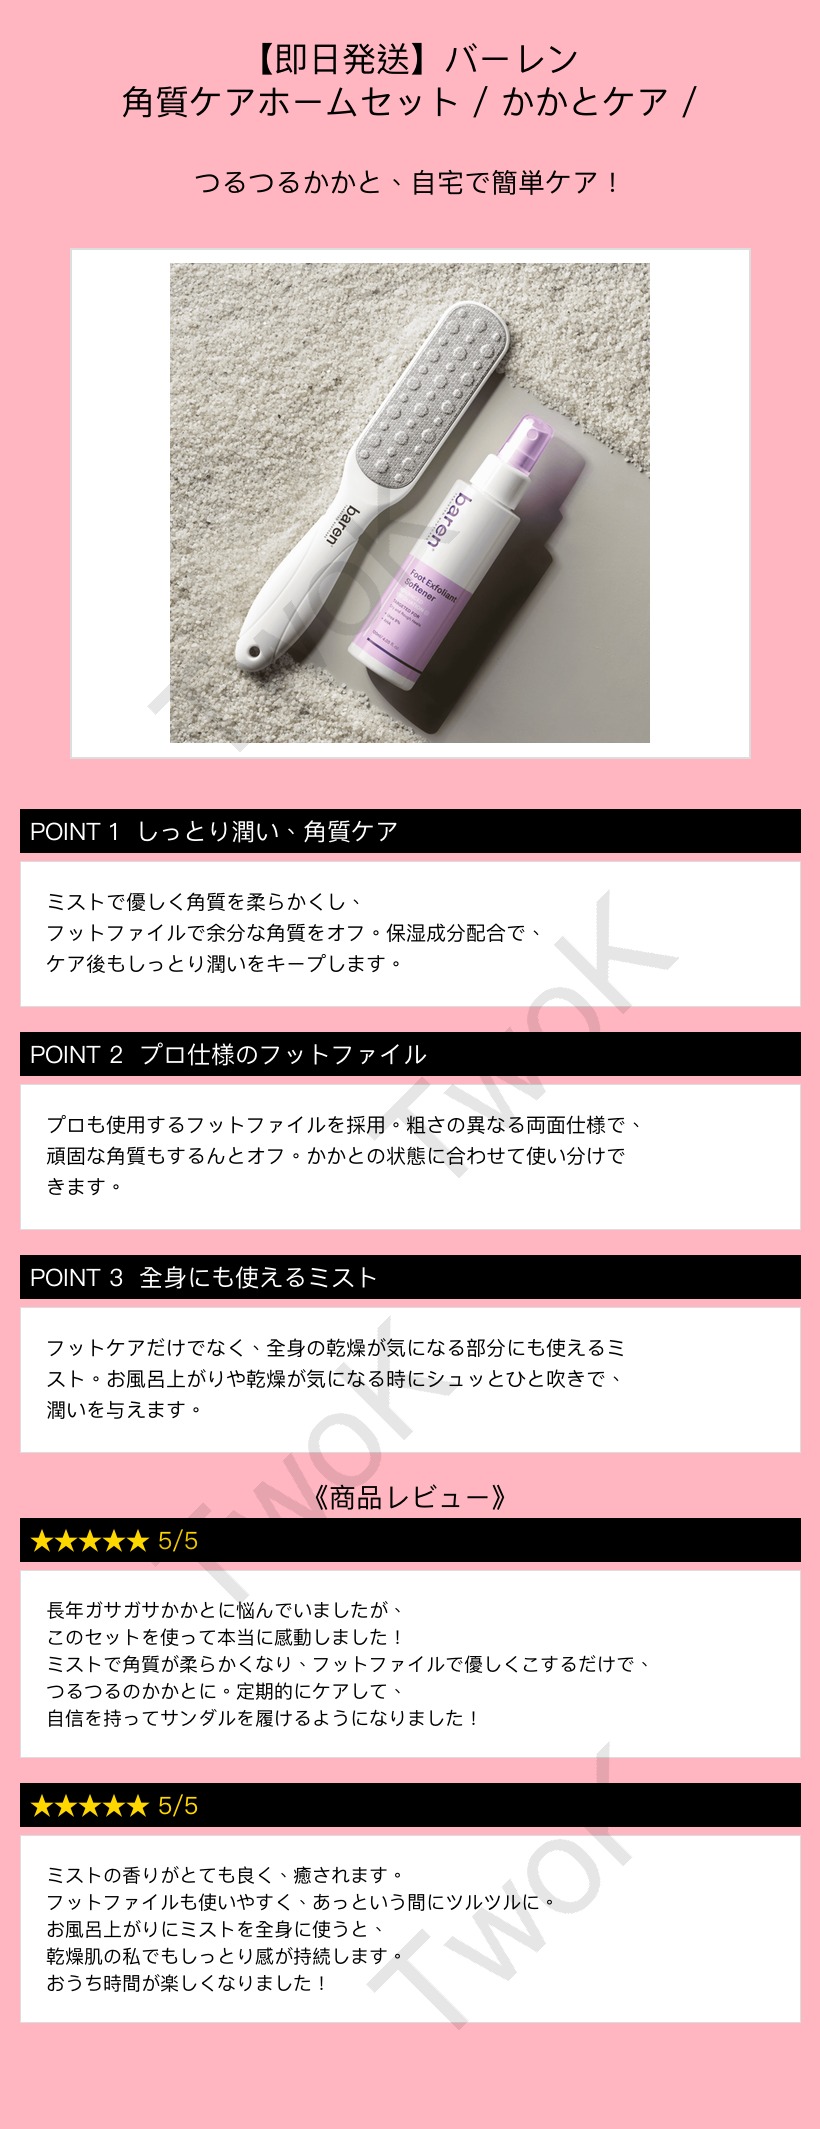 【即日発送】バーレン
角質ケアホームセット / かかとケア /
つるつるかかと、自宅で簡単ケア！
baren
baren
Foot Exfoliant
Softener
TARGETED FOR
POINT 1 しっとり潤い、角質ケア
ミストで優しく角質を柔らかくし、
フットファイルで余分な角質をオフ。保湿成分配合で、
ケア後もしっとり潤いをキープします。
POINT 2 プロ仕様のフットファイル
プロも使用するフットファイルを採用。粗さの異なる両面仕様で、
頑固な角質もするんとオフ。かかとの状態に合わせて使い分けで
きます。
POINT 3 全身にも使えるミスト
フットケアだけでなく、全身の乾燥が気になる部分にも使えるミ
スト。お風呂上がりや乾燥が気になる時にシュッとひと吹きで、
潤いを与えます。
《商品レビュー》
★★★★★ 5/5
長年ガサガサかかとに悩んでいましたが、
このセットを使って本当に感動しました！
ミストで角質が柔らかくなり、フットファイルで優しくこするだけで、
つるつるのかかとに。定期的にケアして、
自信を持ってサンダルを履けるようになりました！
★★★★★ 5/5
ミストの香りがとても良く、癒されます。
フットファイルも使いやすく、あっという間にツルツルに。
お風呂上がりにミストを全身に使うと、
乾燥肌の私でもしっとり感が持続します。
おうち時間が楽しくなりました！
TwoK
TwoK
TwoK
TwoK